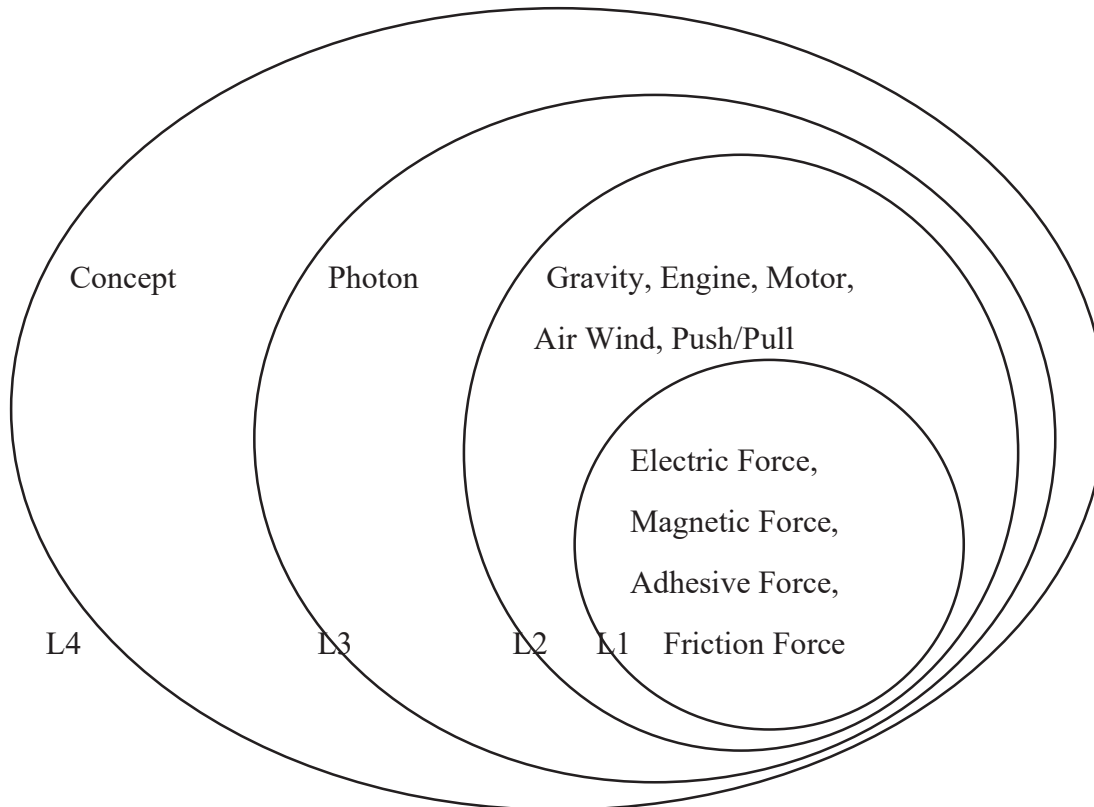 Concept Photon Gravity, Engine, Motor,
Air Wind, Push/Pull
Electric Force,
Magnetic Force,
Adhesive Force,
L4 L3 L2 L1 Friction Force